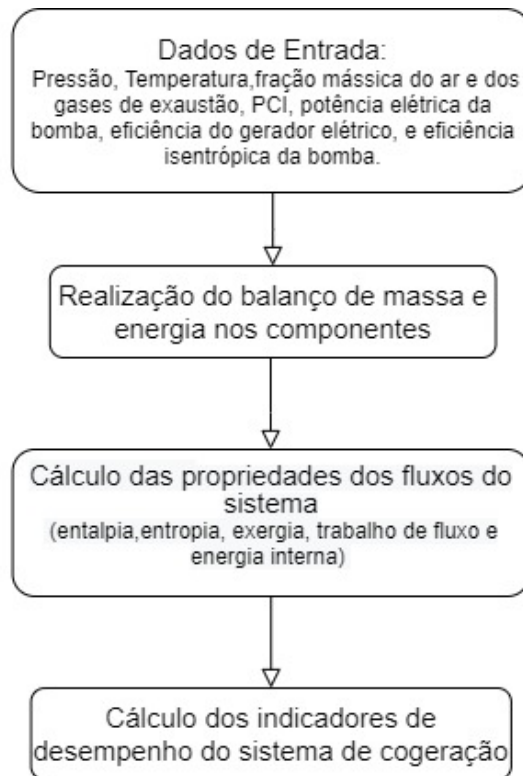 Dados de Entrada:
Pressão, Temperatura,fração mássica do ar e dos
gases de exaustão, PCI, potência elétrica da
bomba, eficiência do gerador elétrico, e eficiência
isentrópica da bomba.
Realização do balanço de massa e
energia nos componentes
Cálculo das propriedades dos fluxos do
sistema
(entalpia,entropia, exergia, trabalho de fluxo e
energia interna)
Cálculo dos indicadores de
desempenho do sistema de cogeração